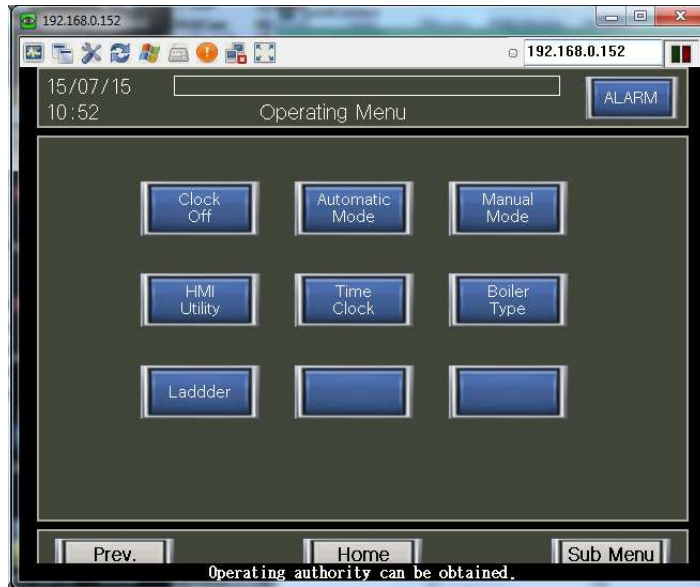 192.168.0.152
192.168.0.152
15/07/15
10:52
Operating Menu
ALARM
Clock
Off
Automatic
Mode
Manual
Mode
HMI
Utility
Time
Clock
Boiler
Type
Laddder
Prev.
Home
Sub Menu
Operating authority can be obtained.